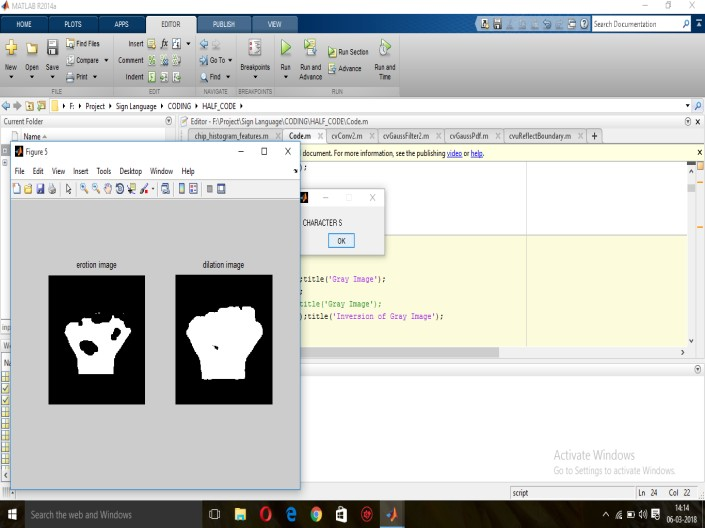 MATLAB R2014a
HOME PLOTS APPS EDITOR PUBLISH VIEW
Search Documentation
New Open Save Find Files Compare Print
Insert fx
Comment
Indent
Go To
Find
Breakpoints
Run
Run and Advance
Run Section
Advance
Run and Time
FILE EDIT NAVIGATE BREAKPOINTS RUN
F: Project Sign Language CODING HALF_CODE
Current Folder
Editor - F:\Project\Sign Language\CODING\HALF_CODE\Code.m
Name
chip_histogram_features.m Code.m cvConv2.m cvGaussFilter2.m cvGaussPdf.m cvuReflectBoundary.m
document. For more information, see the publishing video or help.
Figure 5
File Edit View Insert Tools Desktop Window Help
CHARACTER S
OK
erotion image
dilation image
;title('Gray Image');
title('Gray Image');
);title('Inversion of Gray Image');
Activate Windows
Go to Settings to activate Windows.
script
Ln 24 Col 22
Search the web and Windows
14:14
06-03-2018